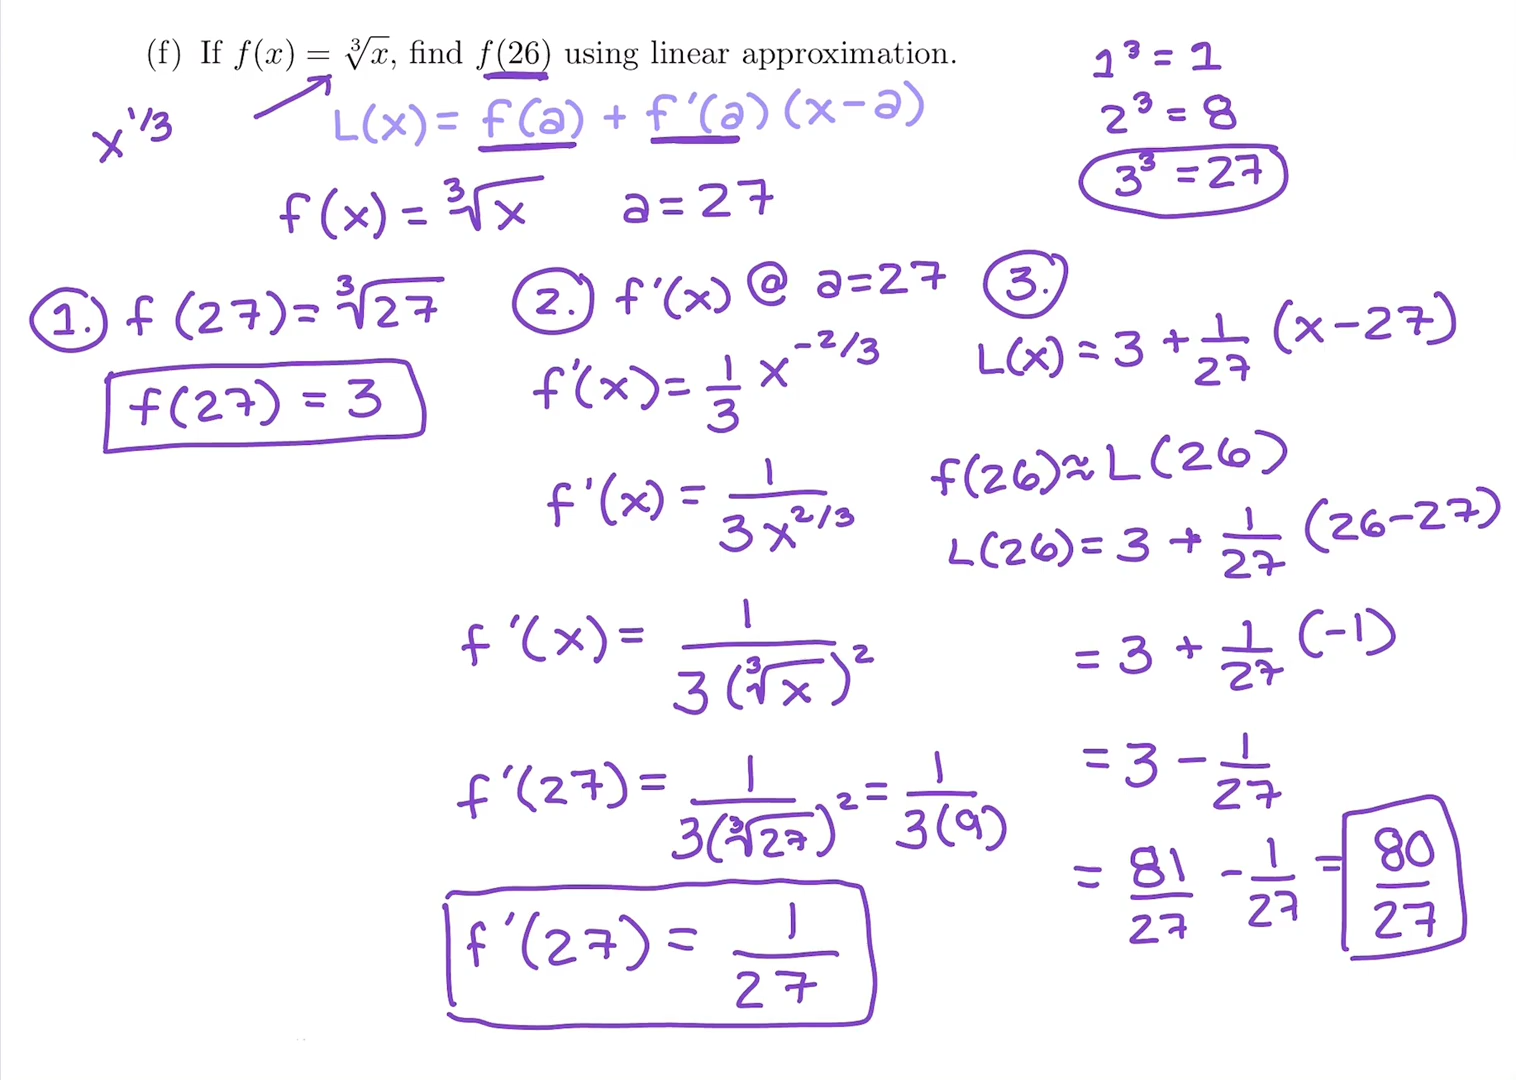 (f) If f(x) = ∛x, find f(26) using linear approximation.
x^1/3
L(x) = f(a) + f'(a)(x-a)
f(x) = ∛x    a = 27
1³ = 1
2³ = 8
3³ = 27
1.) f(27) = ∛27
f(27) = 3
2.) f'(x) @ a=27
f'(x) = 1/3 x^-2/3
f'(x) = 1/(3x^2/3)
f'(x) = 1/(3(∛x)²)
f'(27) = 1/(3(∛27)²) = 1/(3(9))
f'(27) = 1/27
3.)
L(x) = 3 + 1/27 (x-27)
f(26) ≈ L(26)
L(26) = 3 + 1/27 (26-27)
= 3 + 1/27 (-1)
= 3 - 1/27
= 81/27 - 1/27 = 80/27